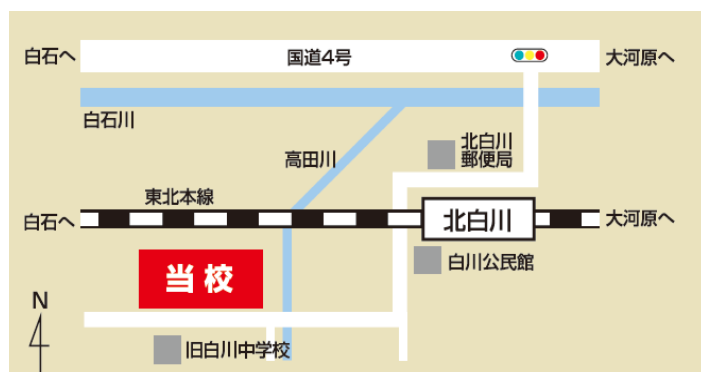 白石へ
国道4号
大河原へ
白石川
北白川
郵便局
高田川
東北本線
白石へ
北白川
大河原へ
白川公民館
当校
N
旧白川中学校